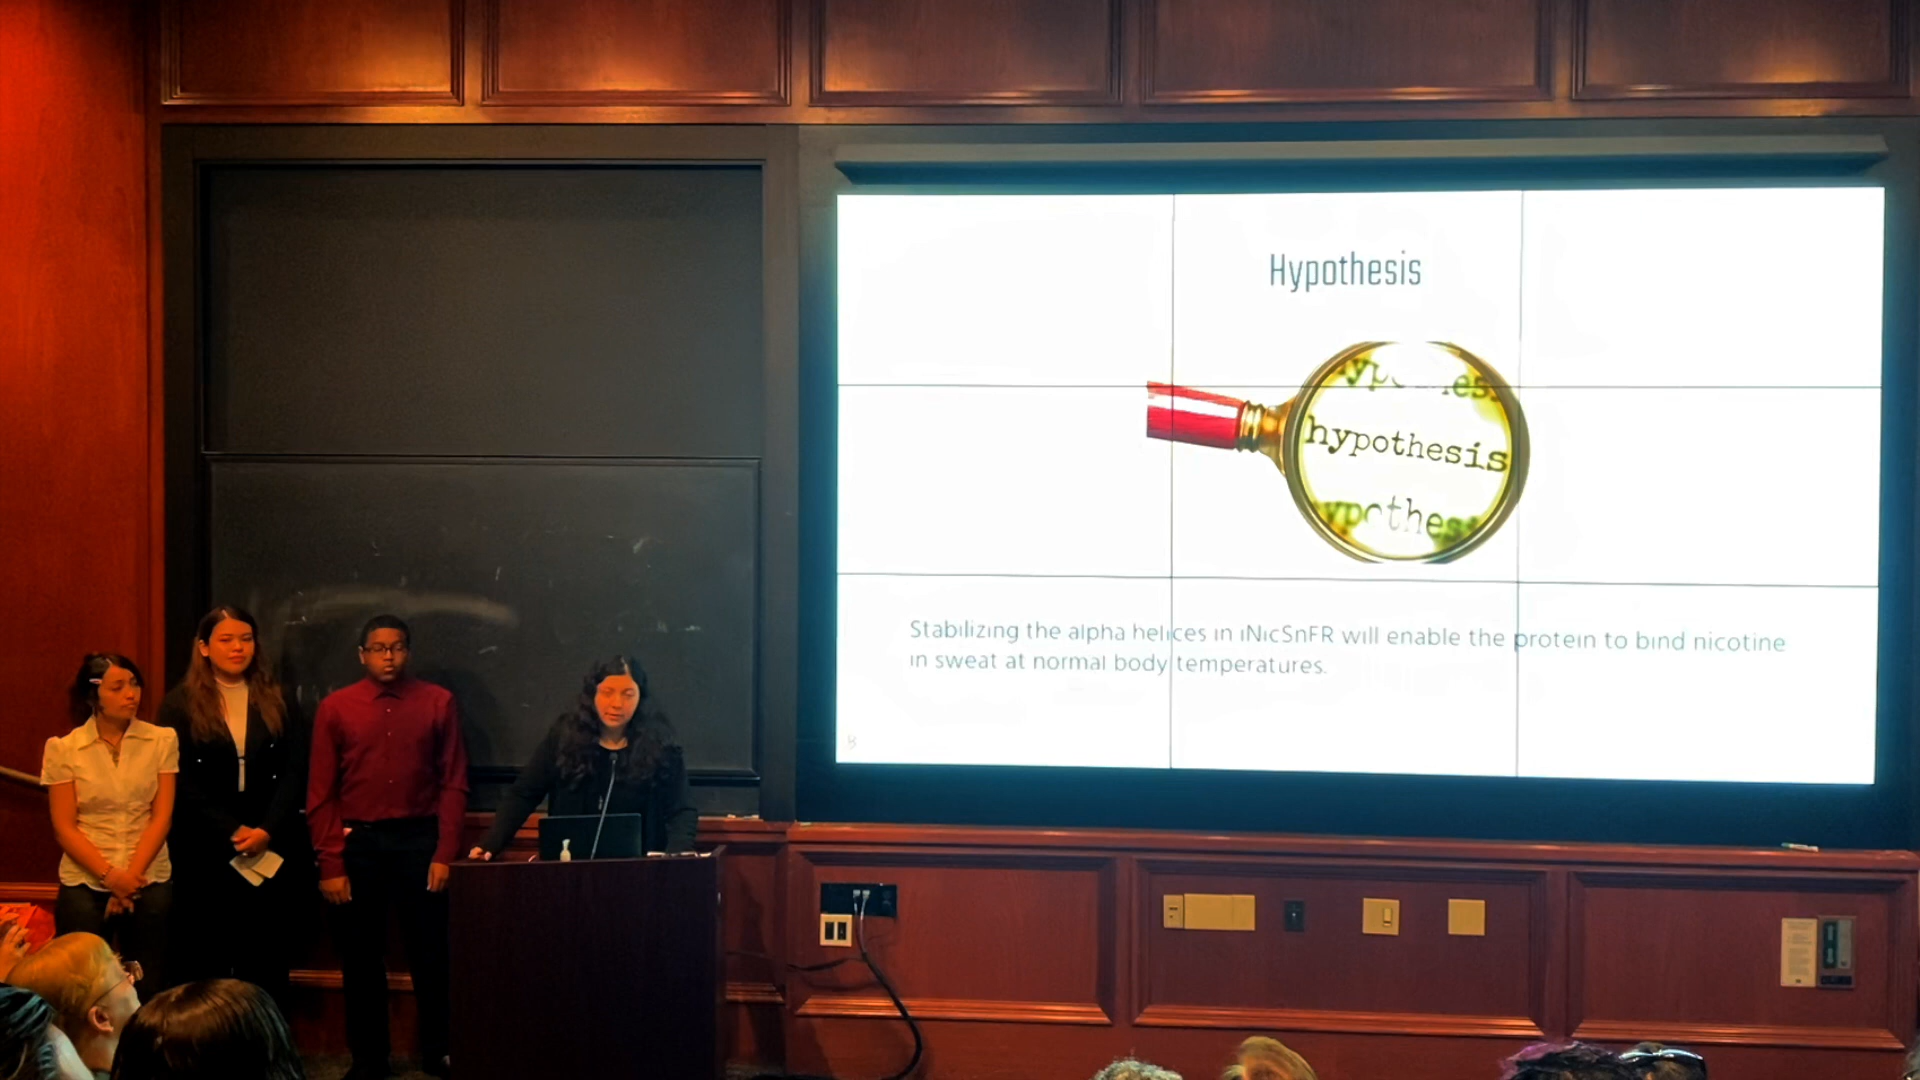 Hypothesis
hypothesis
Stabilizing the alpha helices in iNicSnFR will enable the protein to bind nicotine
in sweat at normal body temperatures.